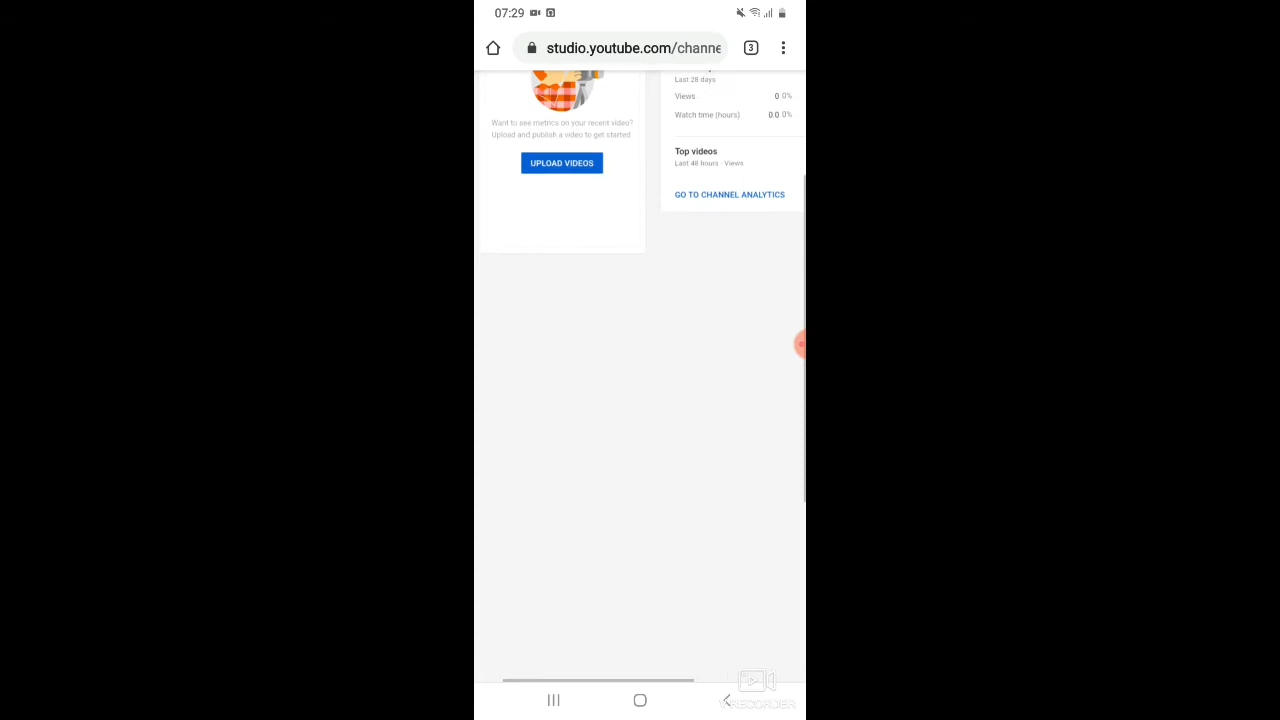 07:29
studio.youtube.com/channe
3
Last 28 days
Views 0 0%
Watch time (hours) 0.0 0%
Want to see metrics on your recent video?
Upload and publish a video to get started
UPLOAD VIDEOS
Top videos
Last 48 hours · Views
GO TO CHANNEL ANALYTICS